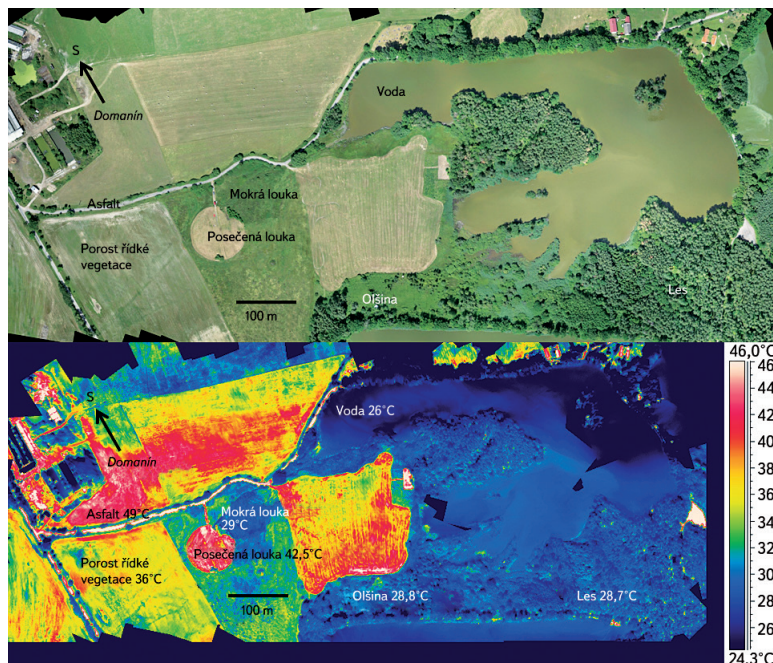 S
Domanín
Voda
Asfalt
Mokrá louka
Posečená louka
Porost řídké
vegetace
100 m
Olšina
Les
S
Domanín
Voda 26°C
Asfalt 49°C
Mokrá louka
29°C
Posečená louka 42,5°C
Porost řídké
vegetace 36°C
100 m
Olšina 28,8°C
Les 28,7°C
46,0°C
46
44
42
40
38
36
34
32
30
28
26
24,3°C